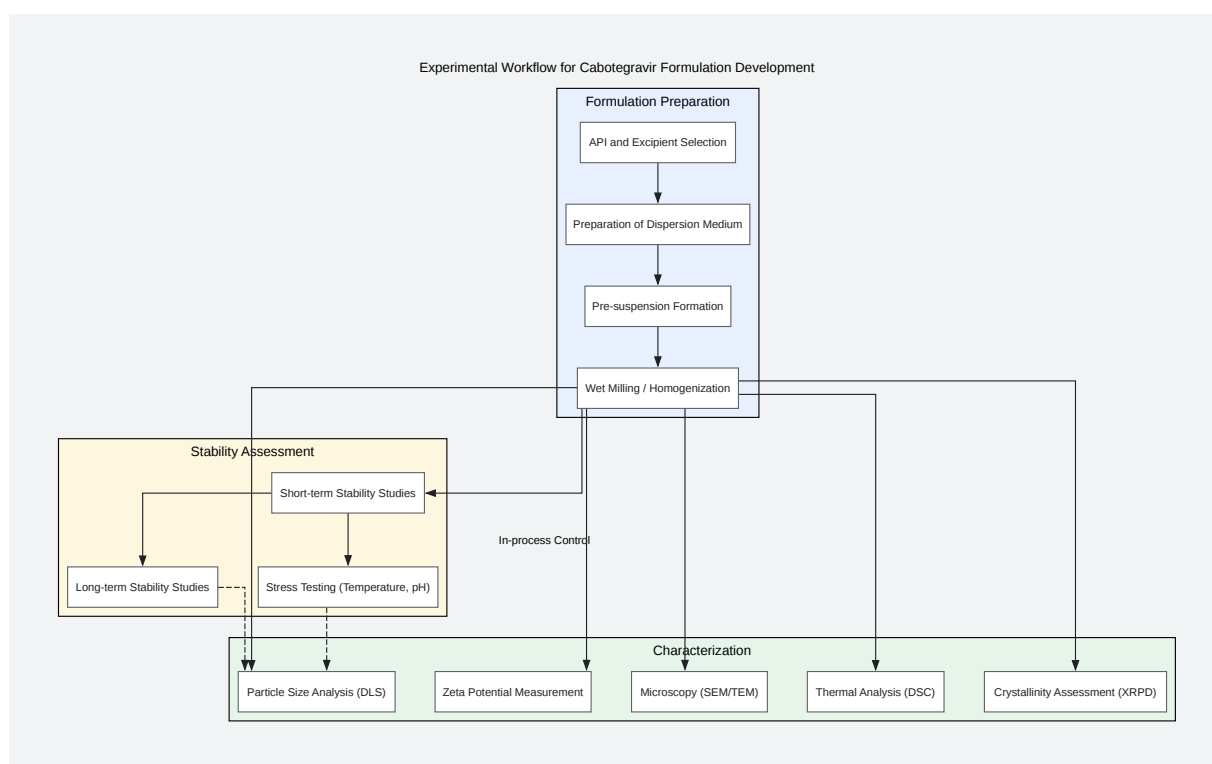 Experimental Workflow for Cabotegravir Formulation Development
Formulation Preparation
API and Excipient Selection
Preparation of Dispersion Medium
Pre-suspension Formation
Wet Milling / Homogenization
Stability Assessment
Short-term Stability Studies
In-process Control
Long-term Stability Studies
Stress Testing (Temperature, pH)
Characterization
Particle Size Analysis (DLS)
Zeta Potential Measurement
Microscopy (SEM/TEM)
Thermal Analysis (DSC)
Crystallinity Assessment (XRPD)